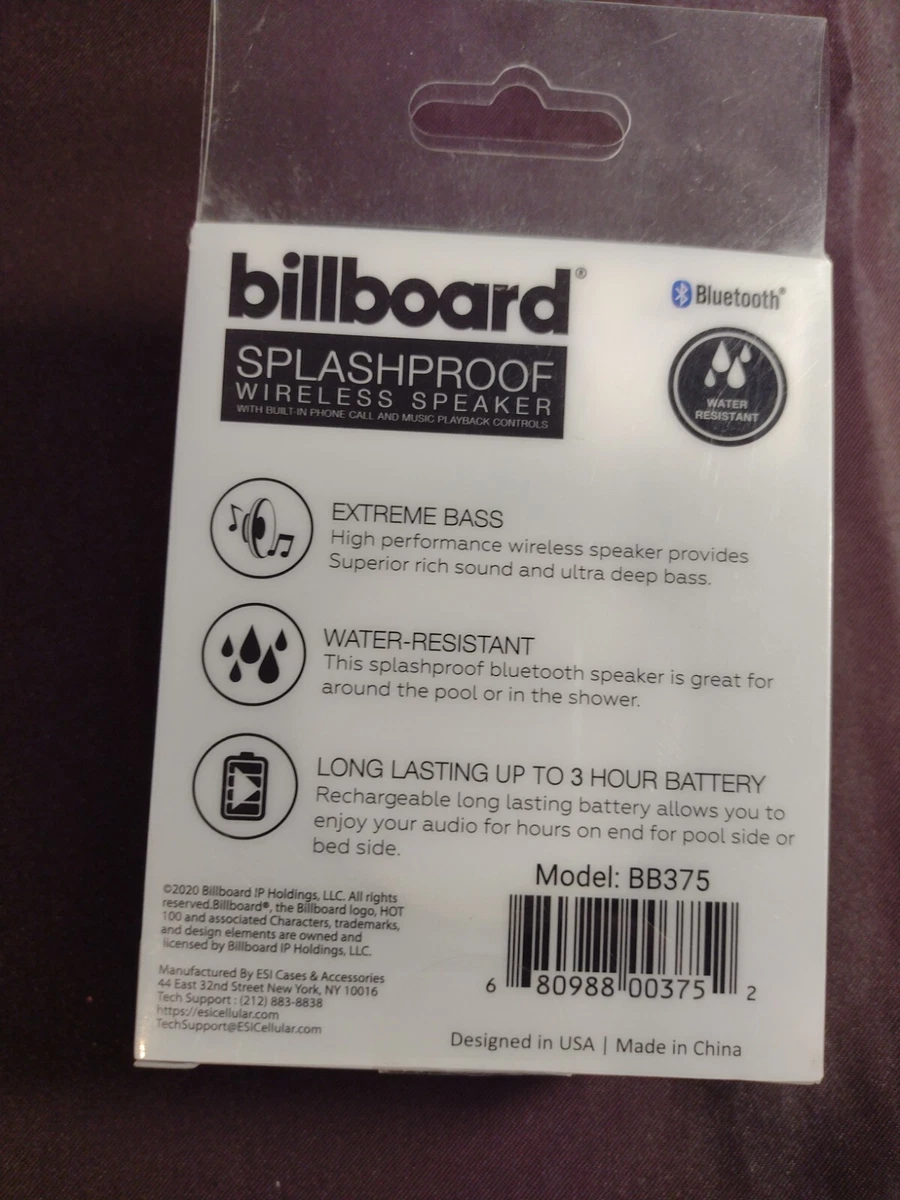 billboard®
SPLASHPROOF
WIRELESS SPEAKER
WITH BUILT-IN PHONE CALL AND MUSIC PLAYBACK CONTROLS
Bluetooth®
WATER
RESISTANT
EXTREME BASS
High performance wireless speaker provides
Superior rich sound and ultra deep bass.
WATER-RESISTANT
This splashproof bluetooth speaker is great for
around the pool or in the shower.
LONG LASTING UP TO 3 HOUR BATTERY
Rechargeable long lasting battery allows you to
enjoy your audio for hours on end for pool side or
bed side.
©2020 Billboard IP Holdings, LLC. All rights
reserved.Billboard®, the Billboard logo, HOT
100 and associated Characters, trademarks,
and design elements are owned and
licensed by Billboard IP Holdings, LLC.
Manufactured By ESI Cases & Accessories
44 East 32nd Street New York, NY 10016
Tech Support : (212) 883-8838
https://esicellular.com
TechSupport@ESICellular.com
Model: BB375
6 80988 00375 2
Designed in USA | Made in China